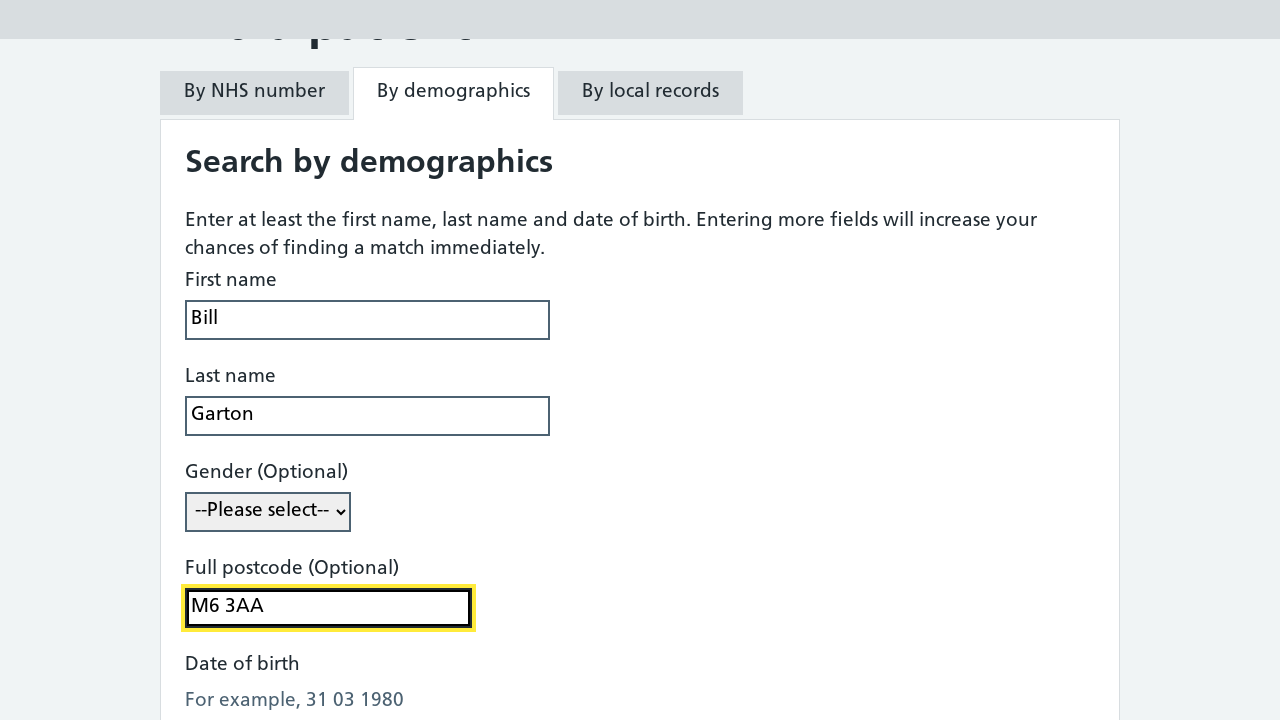 By NHS number
By demographics
By local records
Search by demographics
Enter at least the first name, last name and date of birth. Entering more fields will increase your
chances of finding a match immediately.
First name
Bill
Last name
Garton
Gender (Optional)
--Please select--
Full postcode (Optional)
M6 3AA
Date of birth
For example, 31 03 1980